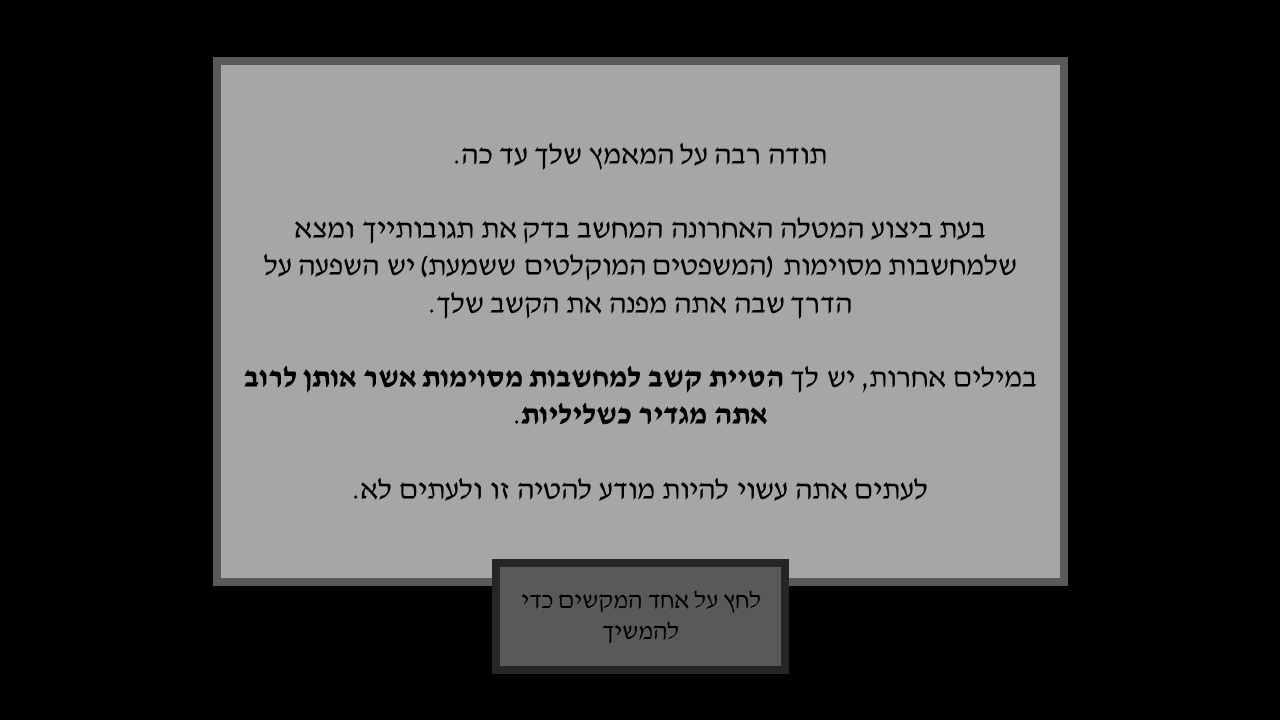 תודה רבה על המאמץ שלך עד כה.
בעת ביצוע המטלה האחרונה המחשב בדק את תגובותייך ומצא
שלמחשבות מסוימות (המשפטים המוקלטים ששמעת) יש השפעה על
הדרך שבה אתה מפנה את הקשב שלך.
במילים אחרות, יש לך הטיית קשב למחשבות מסוימות אשר אותן לרוב
אתה מגדיר כשליליות.
לעתים אתה עשוי להיות מודע להטיה זו ולעתים לא.
לחץ על אחד המקשים כדי
להמשיך